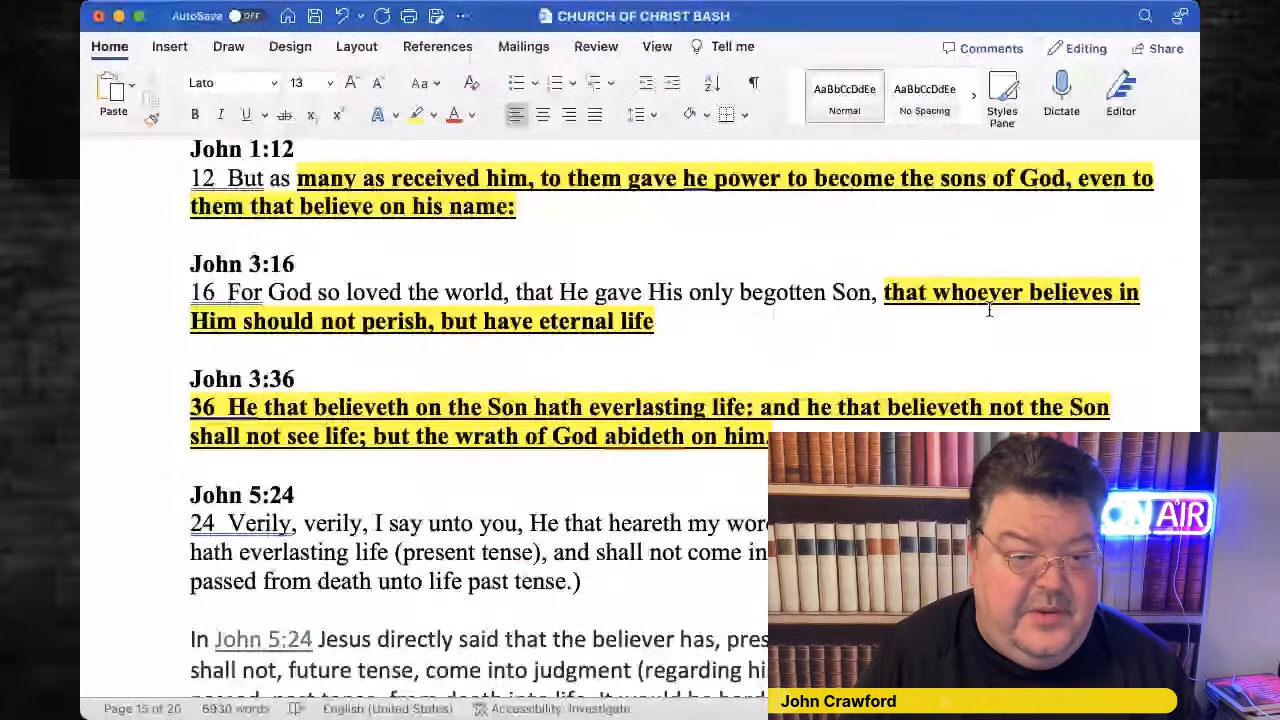 AutoSave OFF
CHURCH OF CHRIST BASH
Home Insert Draw Design Layout References Mailings Review View Tell me
Comments Editing Share
Lato 13
Paste
AaBbCcDdEe AaBbCcDdEe
Normal No Spacing
Styles Pane
Dictate Editor
John 1:12
12 But as many as received him, to them gave he power to become the sons of God, even to
them that believe on his name:
John 3:16
16 For God so loved the world, that He gave His only begotten Son, that whoever believes in
Him should not perish, but have eternal life
John 3:36
36 He that believeth on the Son hath everlasting life: and he that believeth not the Son
shall not see life; but the wrath of God abideth on him.
John 5:24
24 Verily, verily, I say unto you, He that heareth my wor
hath everlasting life (present tense), and shall not come in
passed from death unto life past tense.)
In John 5:24 Jesus directly said that the believer has, pres
shall not, future tense, come into judgment (regarding hi
ON AIR
John Crawford
Page 15 of 20 6930 words English (United States) Accessibility: Investigate